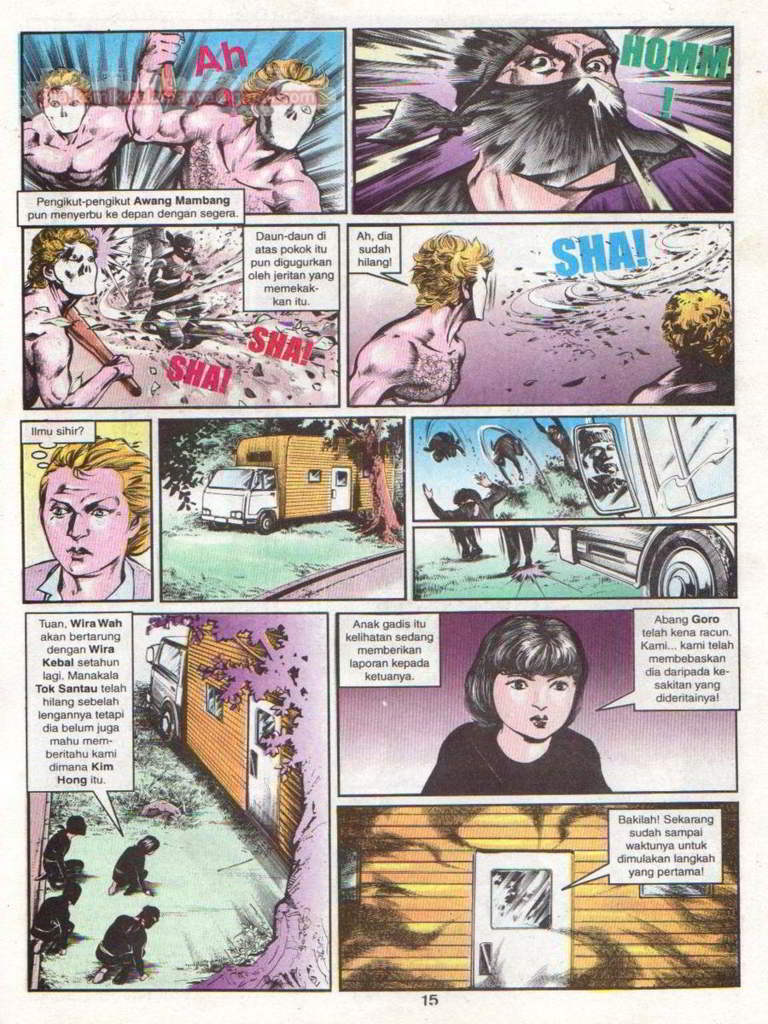 Ah
Pengikut-pengikut Awang Mambang
pun menyerbu ke depan dengan segera.
HOMM
!
Daun-daun di
atas pokok itu
pun digugurkan
oleh jeritan yang
memekak-
kan itu.
SHA!
SHA!
Ah, dia
sudah
hilang!
SHA!
Ilmu sihir?
Tuan, Wira Wah
akan bertarung
dengan Wira
Kebal setahun
lagi. Manakala
Tok Santau telah
hilang sebelah
lengannya tetapi
dia belum juga
mahu mem-
beritahu kami
dimana Kim
Hong itu.
Anak gadis itu
kelihatan sedang
memberikan
laporan kepada
ketuanya.
Abang Goro
telah kena racun.
Kami... kami telah
membebaskan
dia daripada ke-
sakitan yang
dideritainya!
Bakilah! Sekarang
sudah sampai
waktunya untuk
dimulakan langkah
yang pertama!
15